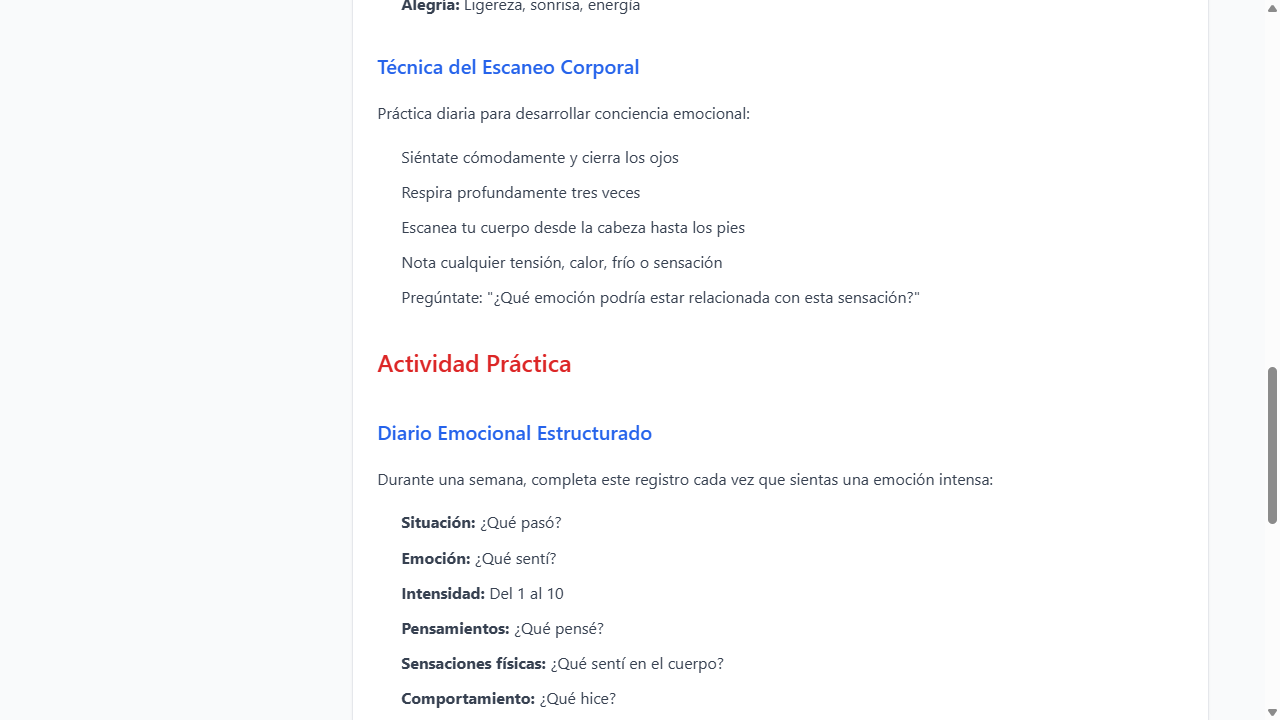 Alegría: Ligereza, sonrisa, energía
Técnica del Escaneo Corporal
Práctica diaria para desarrollar conciencia emocional:
Siéntate cómodamente y cierra los ojos
Respira profundamente tres veces
Escanea tu cuerpo desde la cabeza hasta los pies
Nota cualquier tensión, calor, frío o sensación
Pregúntate: "¿Qué emoción podría estar relacionada con esta sensación?"
Actividad Práctica
Diario Emocional Estructurado
Durante una semana, completa este registro cada vez que sientas una emoción intensa:
Situación: ¿Qué pasó?
Emoción: ¿Qué sentí?
Intensidad: Del 1 al 10
Pensamientos: ¿Qué pensé?
Sensaciones físicas: ¿Qué sentí en el cuerpo?
Comportamiento: ¿Qué hice?